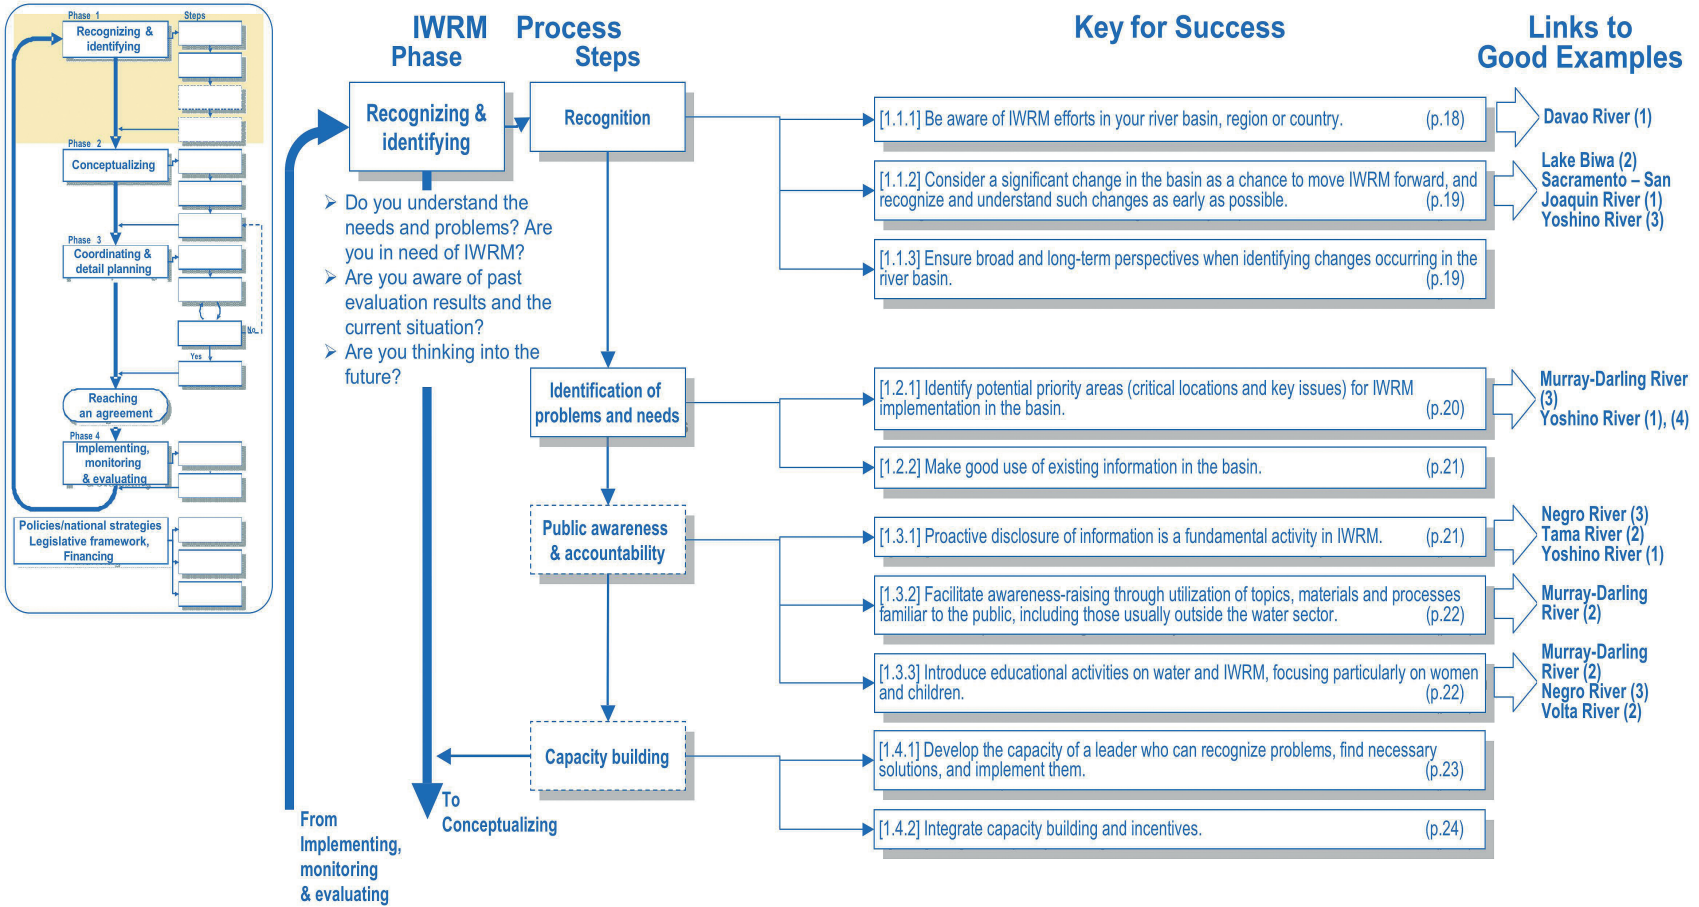 Phase 1
Steps
Recognizing &
identifying
Phase 2
Conceptualizing
Phase 3
Coordinating &
detail planning
No
Yes
Reaching
an agreement
Phase 4
Implementing,
monitoring
& evaluating
Policies/national strategies
Legislative framework,
Financing
IWRM Process
Phase Steps
Key for Success
Links to
Good Examples
Recognizing &
identifying
Do you understand the
needs and problems? Are
you in need of IWRM?
Are you aware of past
evaluation results and the
current situation?
Are you thinking into the
future?
From
Implementing,
monitoring
& evaluating
To
Conceptualizing
Recognition
[1.1.1] Be aware of IWRM efforts in your river basin, region or country. (p.18)
Davao River (1)
[1.1.2] Consider a significant change in the basin as a chance to move IWRM forward, and
recognize and understand such changes as early as possible. (p.19)
Lake Biwa (2)
Sacramento – San
Joaquin River (1)
Yoshino River (3)
[1.1.3] Ensure broad and long-term perspectives when identifying changes occurring in the
river basin. (p.19)
Identification of
problems and needs
[1.2.1] Identify potential priority areas (critical locations and key issues) for IWRM
implementation in the basin. (p.20)
Murray-Darling River
(3)
Yoshino River (1), (4)
[1.2.2] Make good use of existing information in the basin. (p.21)
Public awareness
& accountability
[1.3.1] Proactive disclosure of information is a fundamental activity in IWRM. (p.21)
Negro River (3)
Tama River (2)
Yoshino River (1)
[1.3.2] Facilitate awareness-raising through utilization of topics, materials and processes
familiar to the public, including those usually outside the water sector. (p.22)
Murray-Darling
River (2)
[1.3.3] Introduce educational activities on water and IWRM, focusing particularly on women
and children. (p.22)
Murray-Darling
River (2)
Negro River (3)
Volta River (2)
Capacity building
[1.4.1] Develop the capacity of a leader who can recognize problems, find necessary
solutions, and implement them. (p.23)
[1.4.2] Integrate capacity building and incentives. (p.24)